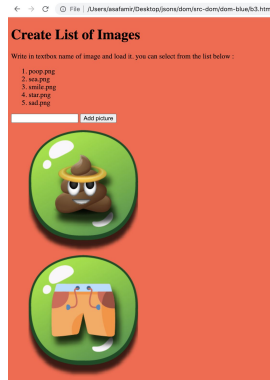 File | /Users/asafamir/Desktop/jsons/dom/src-dom/dom-blue/b3.htm
Create List of Images
Write in textbox name of image and load it, you can select from the list below :
1. poop.png
2. sea.png
3. smile.png
4. star.png
5. sad.png
Add picture